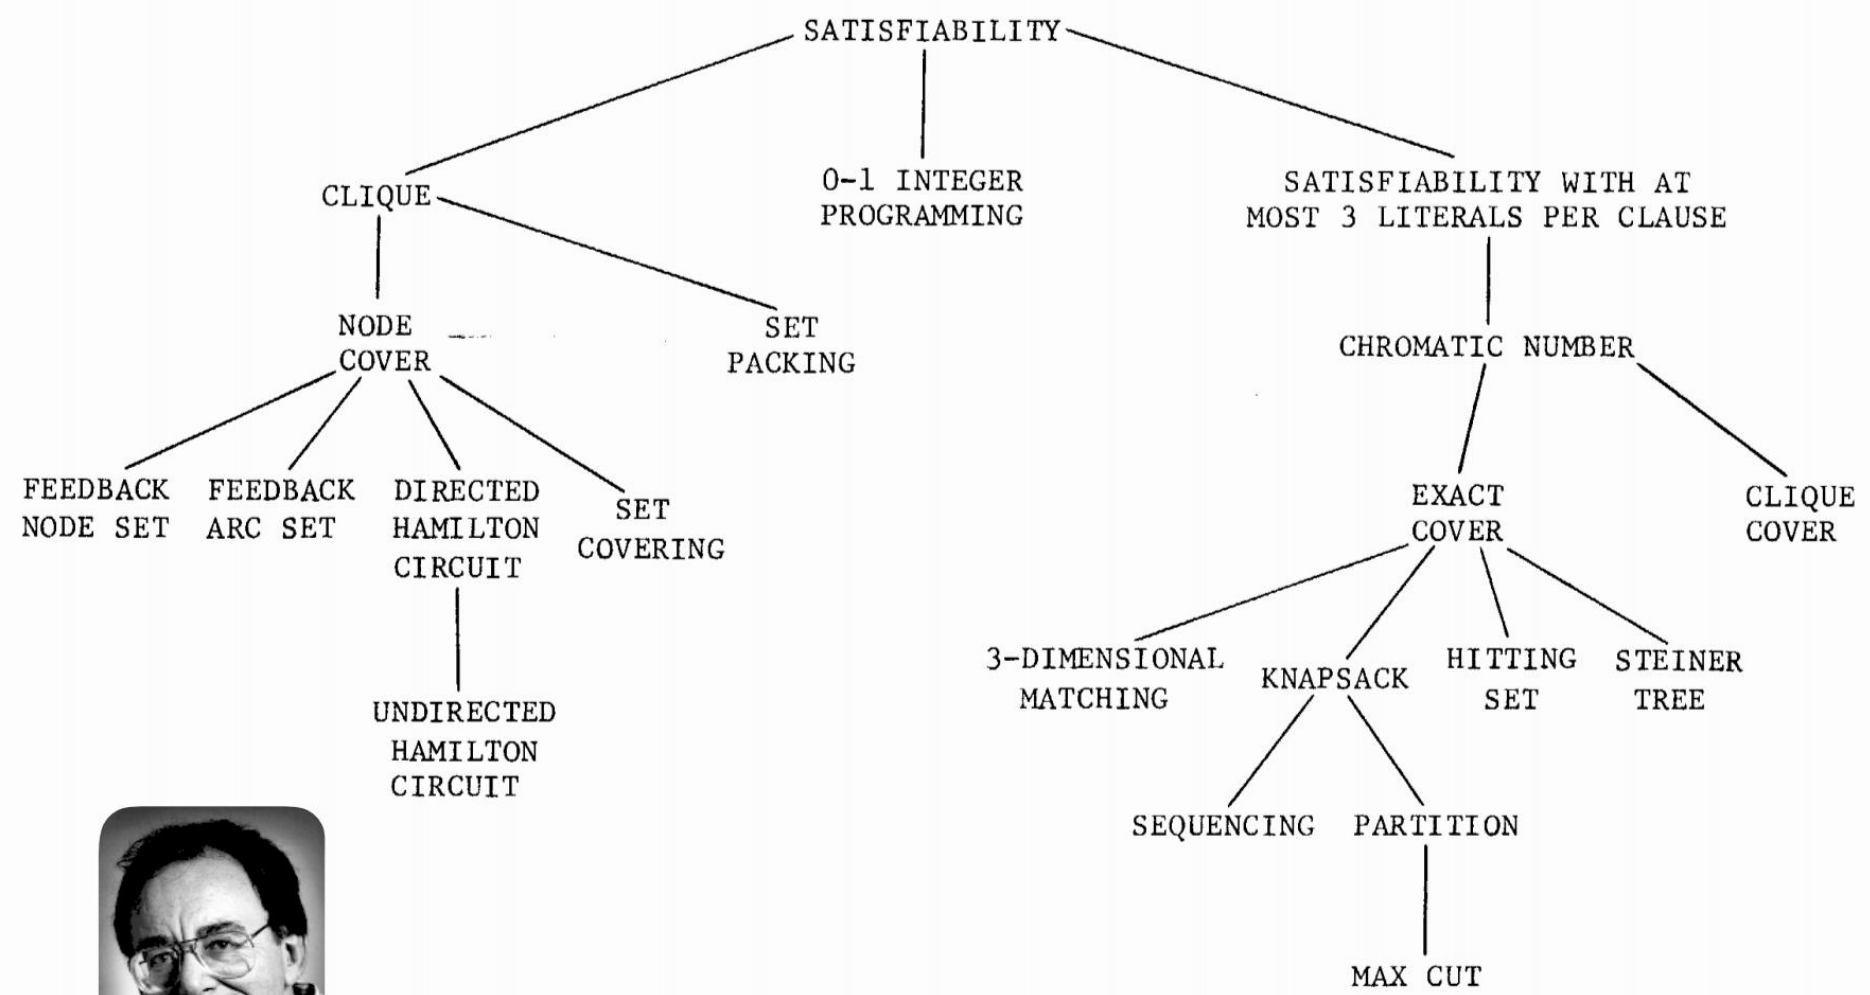 SATISFIABILITY
CLIQUE
0-1 INTEGER
PROGRAMMING
SATISFIABILITY WITH AT
MOST 3 LITERALS PER CLAUSE
NODE
COVER
SET
PACKING
CHROMATIC NUMBER
FEEDBACK
NODE SET
FEEDBACK
ARC SET
DIRECTED
HAMILTON
CIRCUIT
SET
COVERING
EXACT
COVER
CLIQUE
COVER
UNDIRECTED
HAMILTON
CIRCUIT
3-DIMENSIONAL
MATCHING
KNAPSACK
HITTING
SET
STEINER
TREE
SEQUENCING
PARTITION
MAX CUT